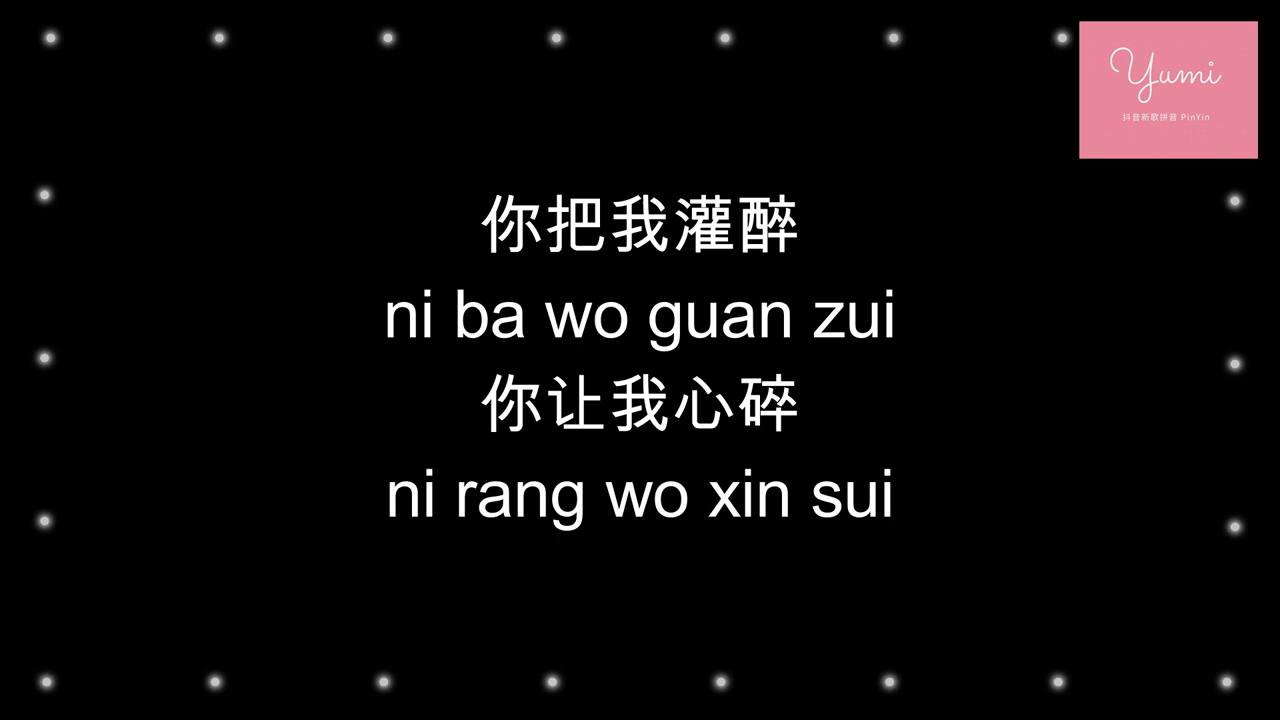 Yumi
抖音新歌拼音 PinYin
你把我灌醉
ni ba wo guan zui
你让我心碎
ni rang wo xin sui